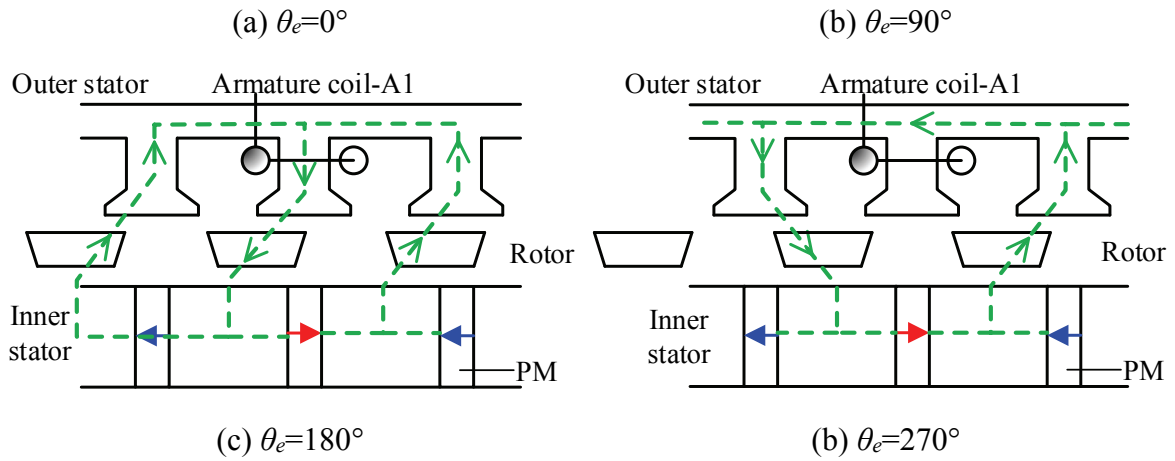 (a) θe=0°
(b) θe=90°
Outer stator
Armature coil-A1
Rotor
Inner
stator
PM
(c) θe=180°
Outer stator
Armature coil-A1
Rotor
Inner
stator
PM
(b) θe=270°